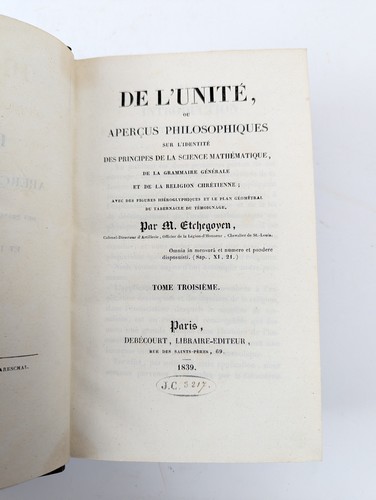 DE L'UNITÉ,
OU
APERÇUS PHILOSOPHIQUES
SUR L'IDENTITÉ
DES PRINCIPES DE LA SCIENCE MATHÉMATIQUE,
DE LA GRAMMAIRE GÉNÉRALE
ET DE LA RELIGION CHRÉTIENNE;
AVEC DES FIGURES HIÉROGLYPHIQUES ET LE PLAN GÉOMÉTRAL
DU TABERNACLE DU TÉMOIGNAGE;
Par M. Etchegoyen,
Colonel Directeur d'Artillerie, Officier de la Légion-d'Honneur, Chevalier de St-Louis.
Omnia in mensurâ et numero et pondere
disposuisti. (Sap. XI. 21.)
TOME TROISIÈME.
Paris,
DEBÉCOURT, LIBRAIRE-ÉDITEUR,
RUE DES SAINTS-PÈRES, 69.
1839.
J.C. 3217.